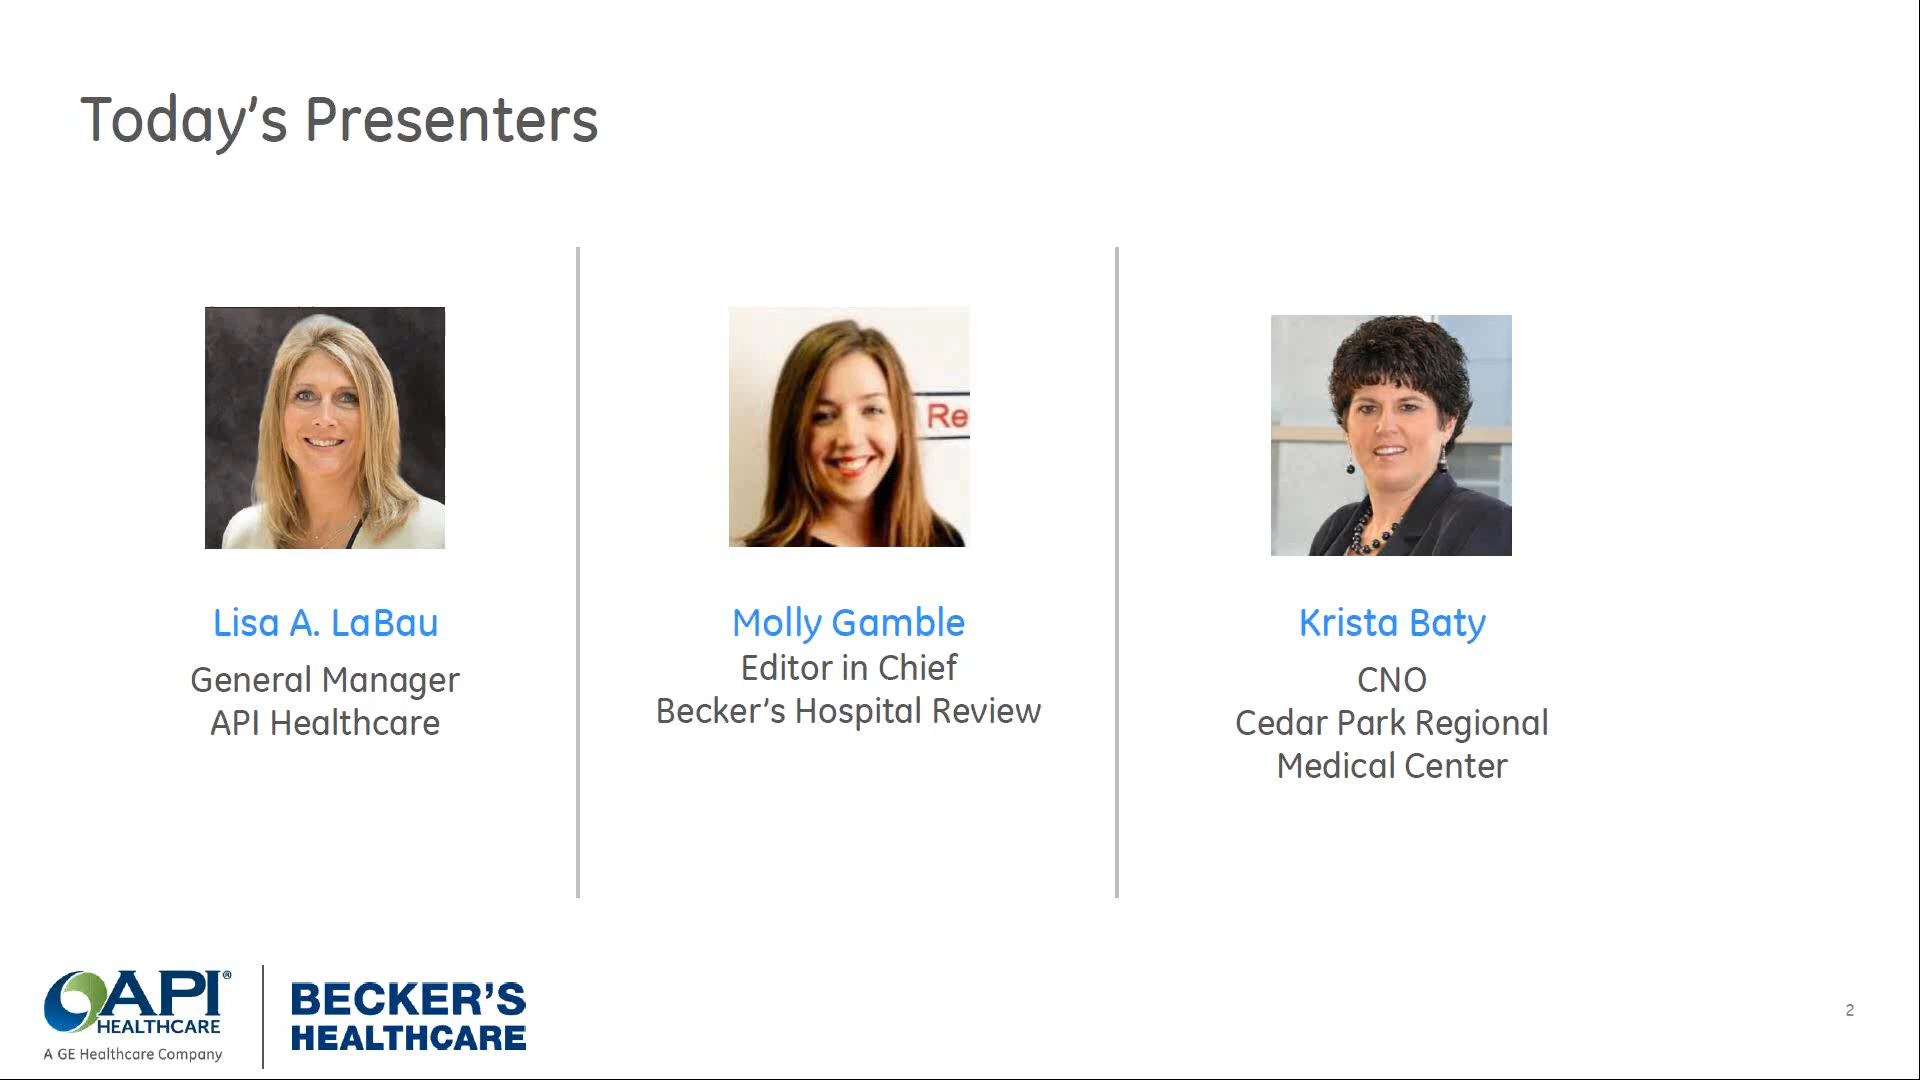 Today’s Presenters
Re
Lisa A. LaBau
General Manager
API Healthcare
Molly Gamble
Editor in Chief
Becker’s Hospital Review
Krista Baty
CNO
Cedar Park Regional
Medical Center
API®
HEALTHCARE
A GE Healthcare Company
BECKER’S
HEALTHCARE
2